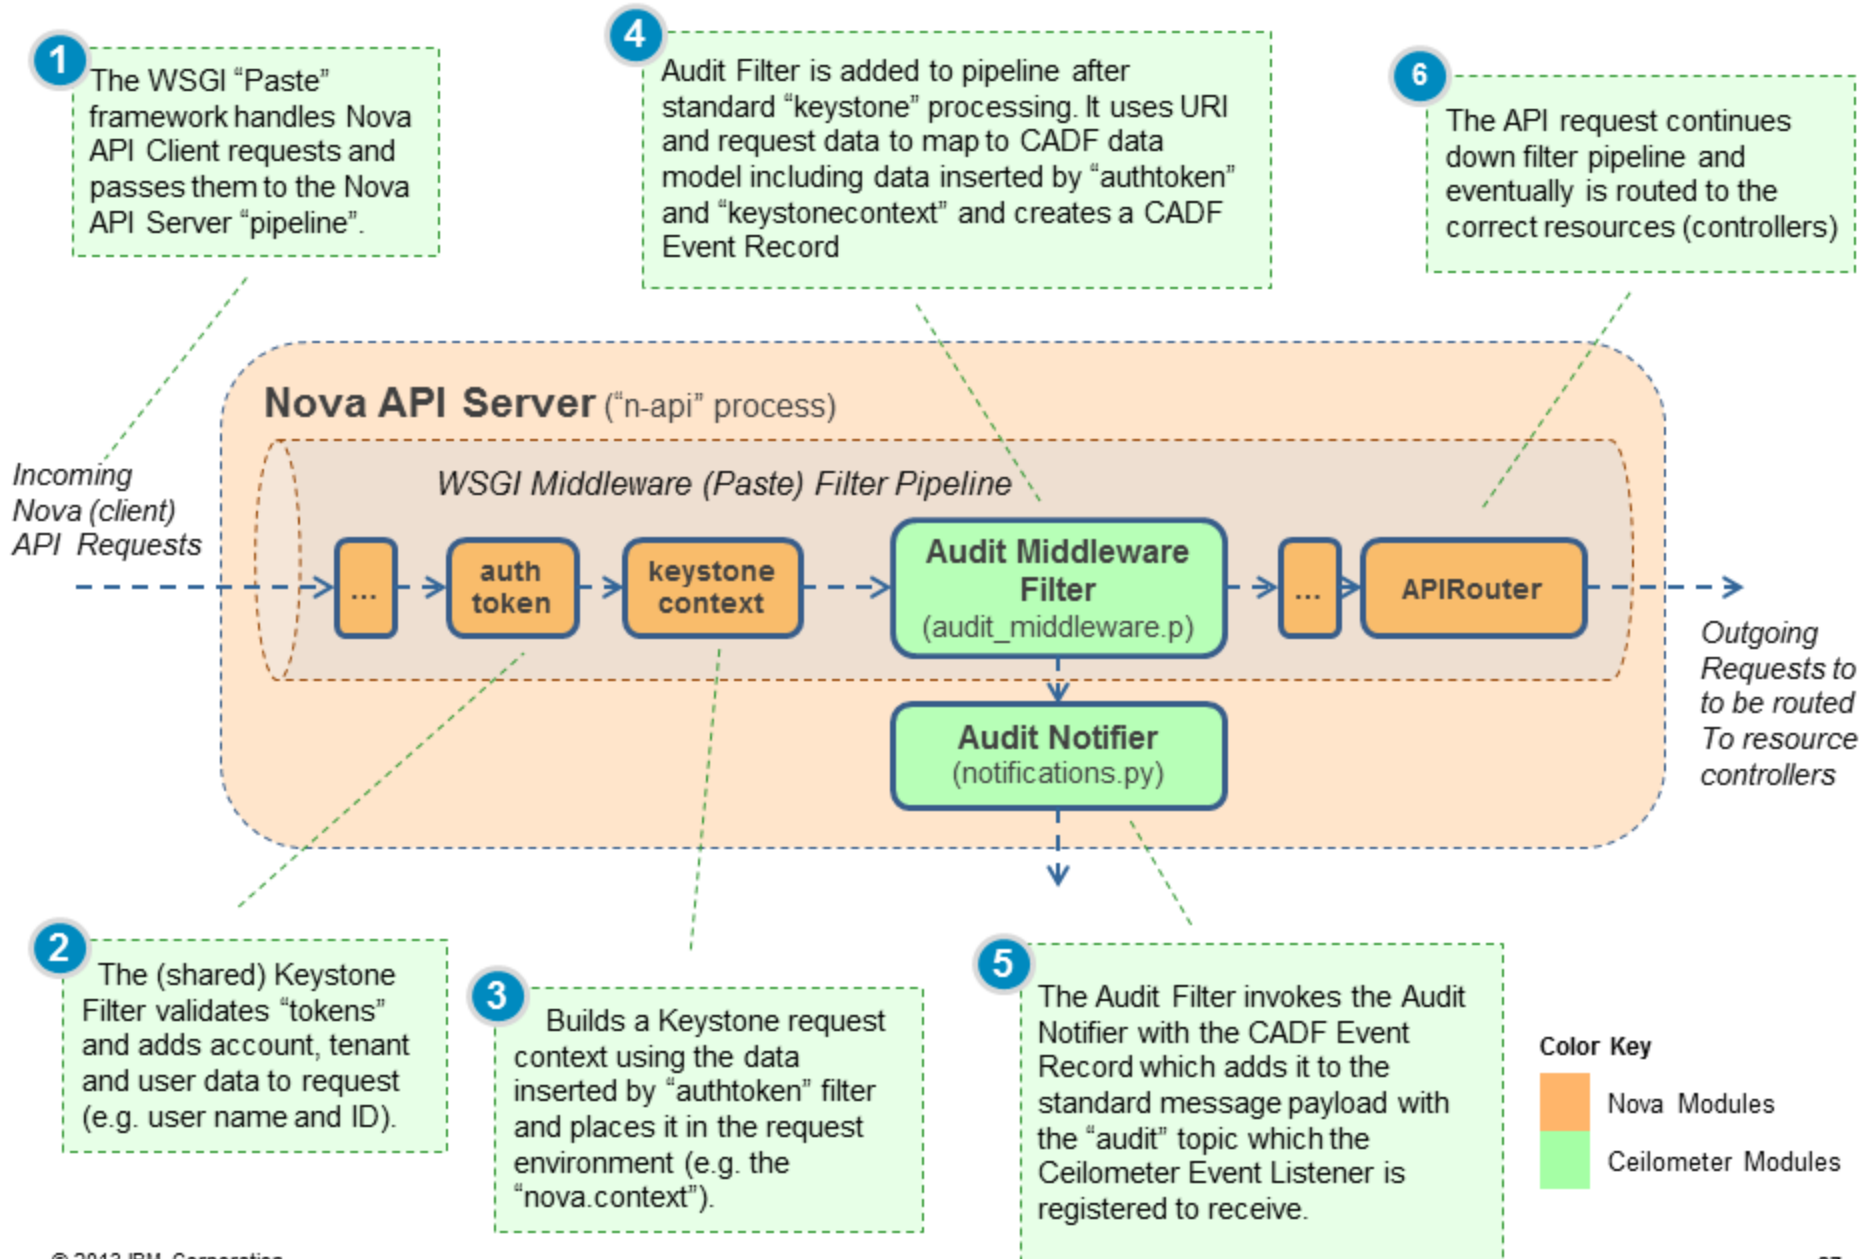 1
The WSGI “Paste”
framework handles Nova
API Client requests and
passes them to the Nova
API Server “pipeline”.
4
Audit Filter is added to pipeline after
standard “keystone” processing. It uses URI
and request data to map to CADF data
model including data inserted by “authtoken”
and “keystonecontext” and creates a CADF
Event Record
6
The API request continues
down filter pipeline and
eventually is routed to the
correct resources (controllers)
Nova API Server (“n-api” process)
WSGI Middleware (Paste) Filter Pipeline
Incoming
Nova (client)
API Requests
...
auth
token
keystone
context
Audit Middleware
Filter
(audit_middleware.p)
...
APIRouter
Outgoing
Requests to
to be routed
To resource
controllers
Audit Notifier
(notifications.py)
2
The (shared) Keystone
Filter validates “tokens”
and adds account, tenant
and user data to request
(e.g. user name and ID).
3
Builds a Keystone request
context using the data
inserted by “authtoken” filter
and places it in the request
environment (e.g. the
“nova.context”).
5
The Audit Filter invokes the Audit
Notifier with the CADF Event
Record which adds it to the
standard message payload with
the “audit” topic which the
Ceilometer Event Listener is
registered to receive.
Color Key
Nova Modules
Ceilometer Modules
© 2013 IBM Corporation